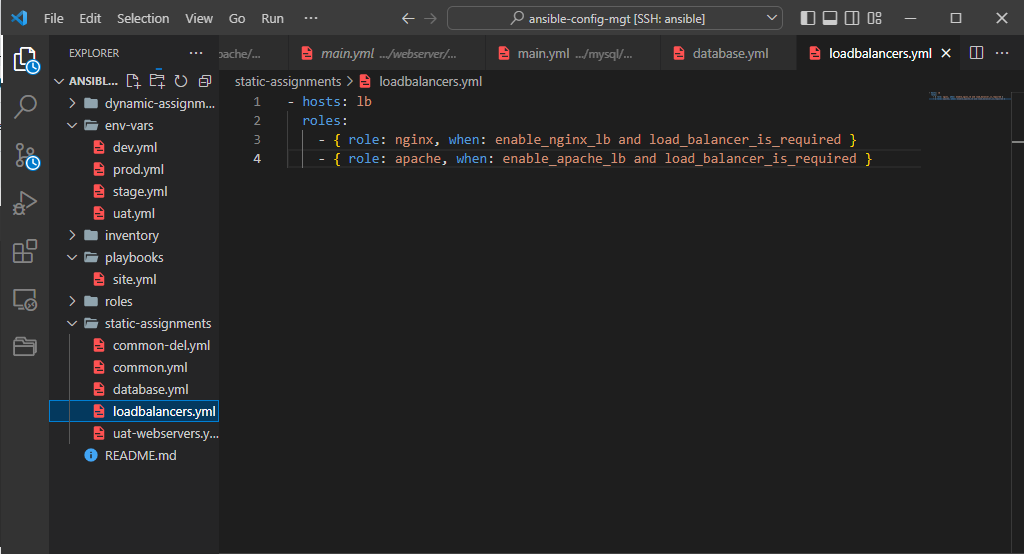 File Edit Selection View Go Run ··· ansible-config-mgt [SSH: ansible]
EXPLORER ···
pache/... main.yml .../webserver/... main.yml .../mysql/... database.yml loadbalancers.yml
ANSIBL...
static-assignments > loadbalancers.yml
dynamic-assignm...
env-vars
dev.yml
prod.yml
stage.yml
uat.yml
inventory
playbooks
site.yml
roles
static-assignments
common-del.yml
common.yml
database.yml
loadbalancers.yml
uat-webservers.y...
README.md
1 - hosts: lb
2 roles:
3 - { role: nginx, when: enable_nginx_lb and load_balancer_is_required }
4 - { role: apache, when: enable_apache_lb and load_balancer_is_required }